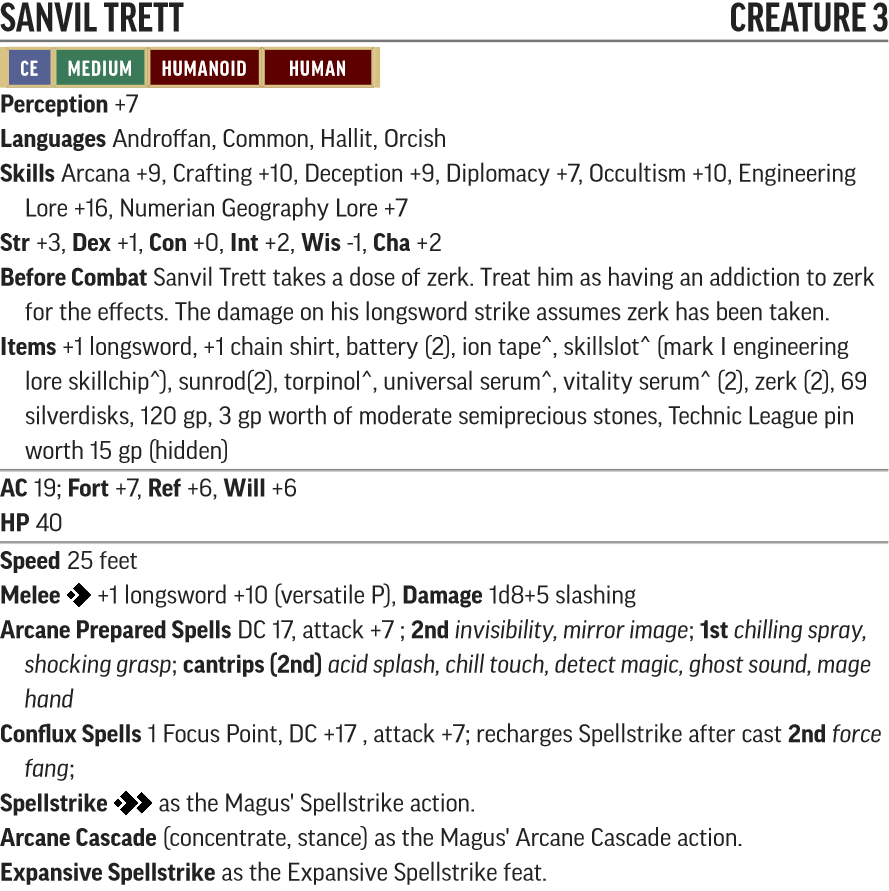 SANVIL TRETT CREATURE 3
CE MEDIUM HUMANOID HUMAN
Perception +7
Languages Androffan, Common, Hallit, Orcish
Skills Arcana +9, Crafting +10, Deception +9, Diplomacy +7, Occultism +10, Engineering
Lore +16, Numerian Geography Lore +7
Str +3, Dex +1, Con +0, Int +2, Wis -1, Cha +2
Before Combat Sanvil Trett takes a dose of zerk. Treat him as having an addiction to zerk
for the effects. The damage on his longsword strike assumes zerk has been taken.
Items +1 longsword, +1 chain shirt, battery (2), ion tape^, skillslot^ (mark I engineering
lore skillchip^), sunrod(2), torpinol^, universal serum^, vitality serum^ (2), zerk (2), 69
silverdisks, 120 gp, 3 gp worth of moderate semiprecious stones, Technic League pin
worth 15 gp (hidden)
AC 19; Fort +7, Ref +6, Will +6
HP 40
Speed 25 feet
Melee +1 longsword +10 (versatile P), Damage 1d8+5 slashing
Arcane Prepared Spells DC 17, attack +7 ; 2nd invisibility, mirror image; 1st chilling spray,
shocking grasp; cantrips (2nd) acid splash, chill touch, detect magic, ghost sound, mage
hand
Conflux Spells 1 Focus Point, DC +17 , attack +7; recharges Spellstrike after cast 2nd force
fang;
Spellstrike as the Magus' Spellstrike action.
Arcane Cascade (concentrate, stance) as the Magus' Arcane Cascade action.
Expansive Spellstrike as the Expansive Spellstrike feat.